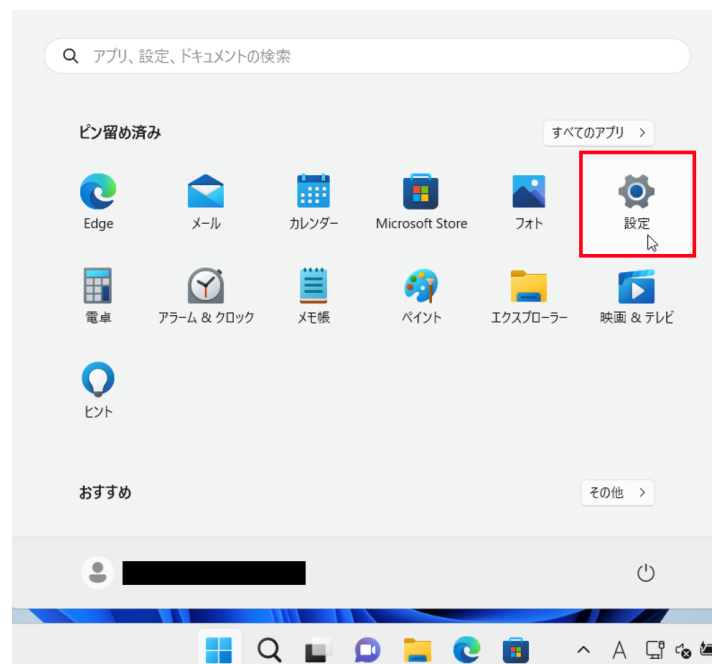 アプリ、設定、ドキュメントの検索
ピン留め済み
すべてのアプリ
Edge
メール
カレンダー
Microsoft Store
フォト
設定
電卓
アラーム & クロック
メモ帳
ペイント
エクスプローラー
映画 & テレビ
ヒント
おすすめ
その他
A